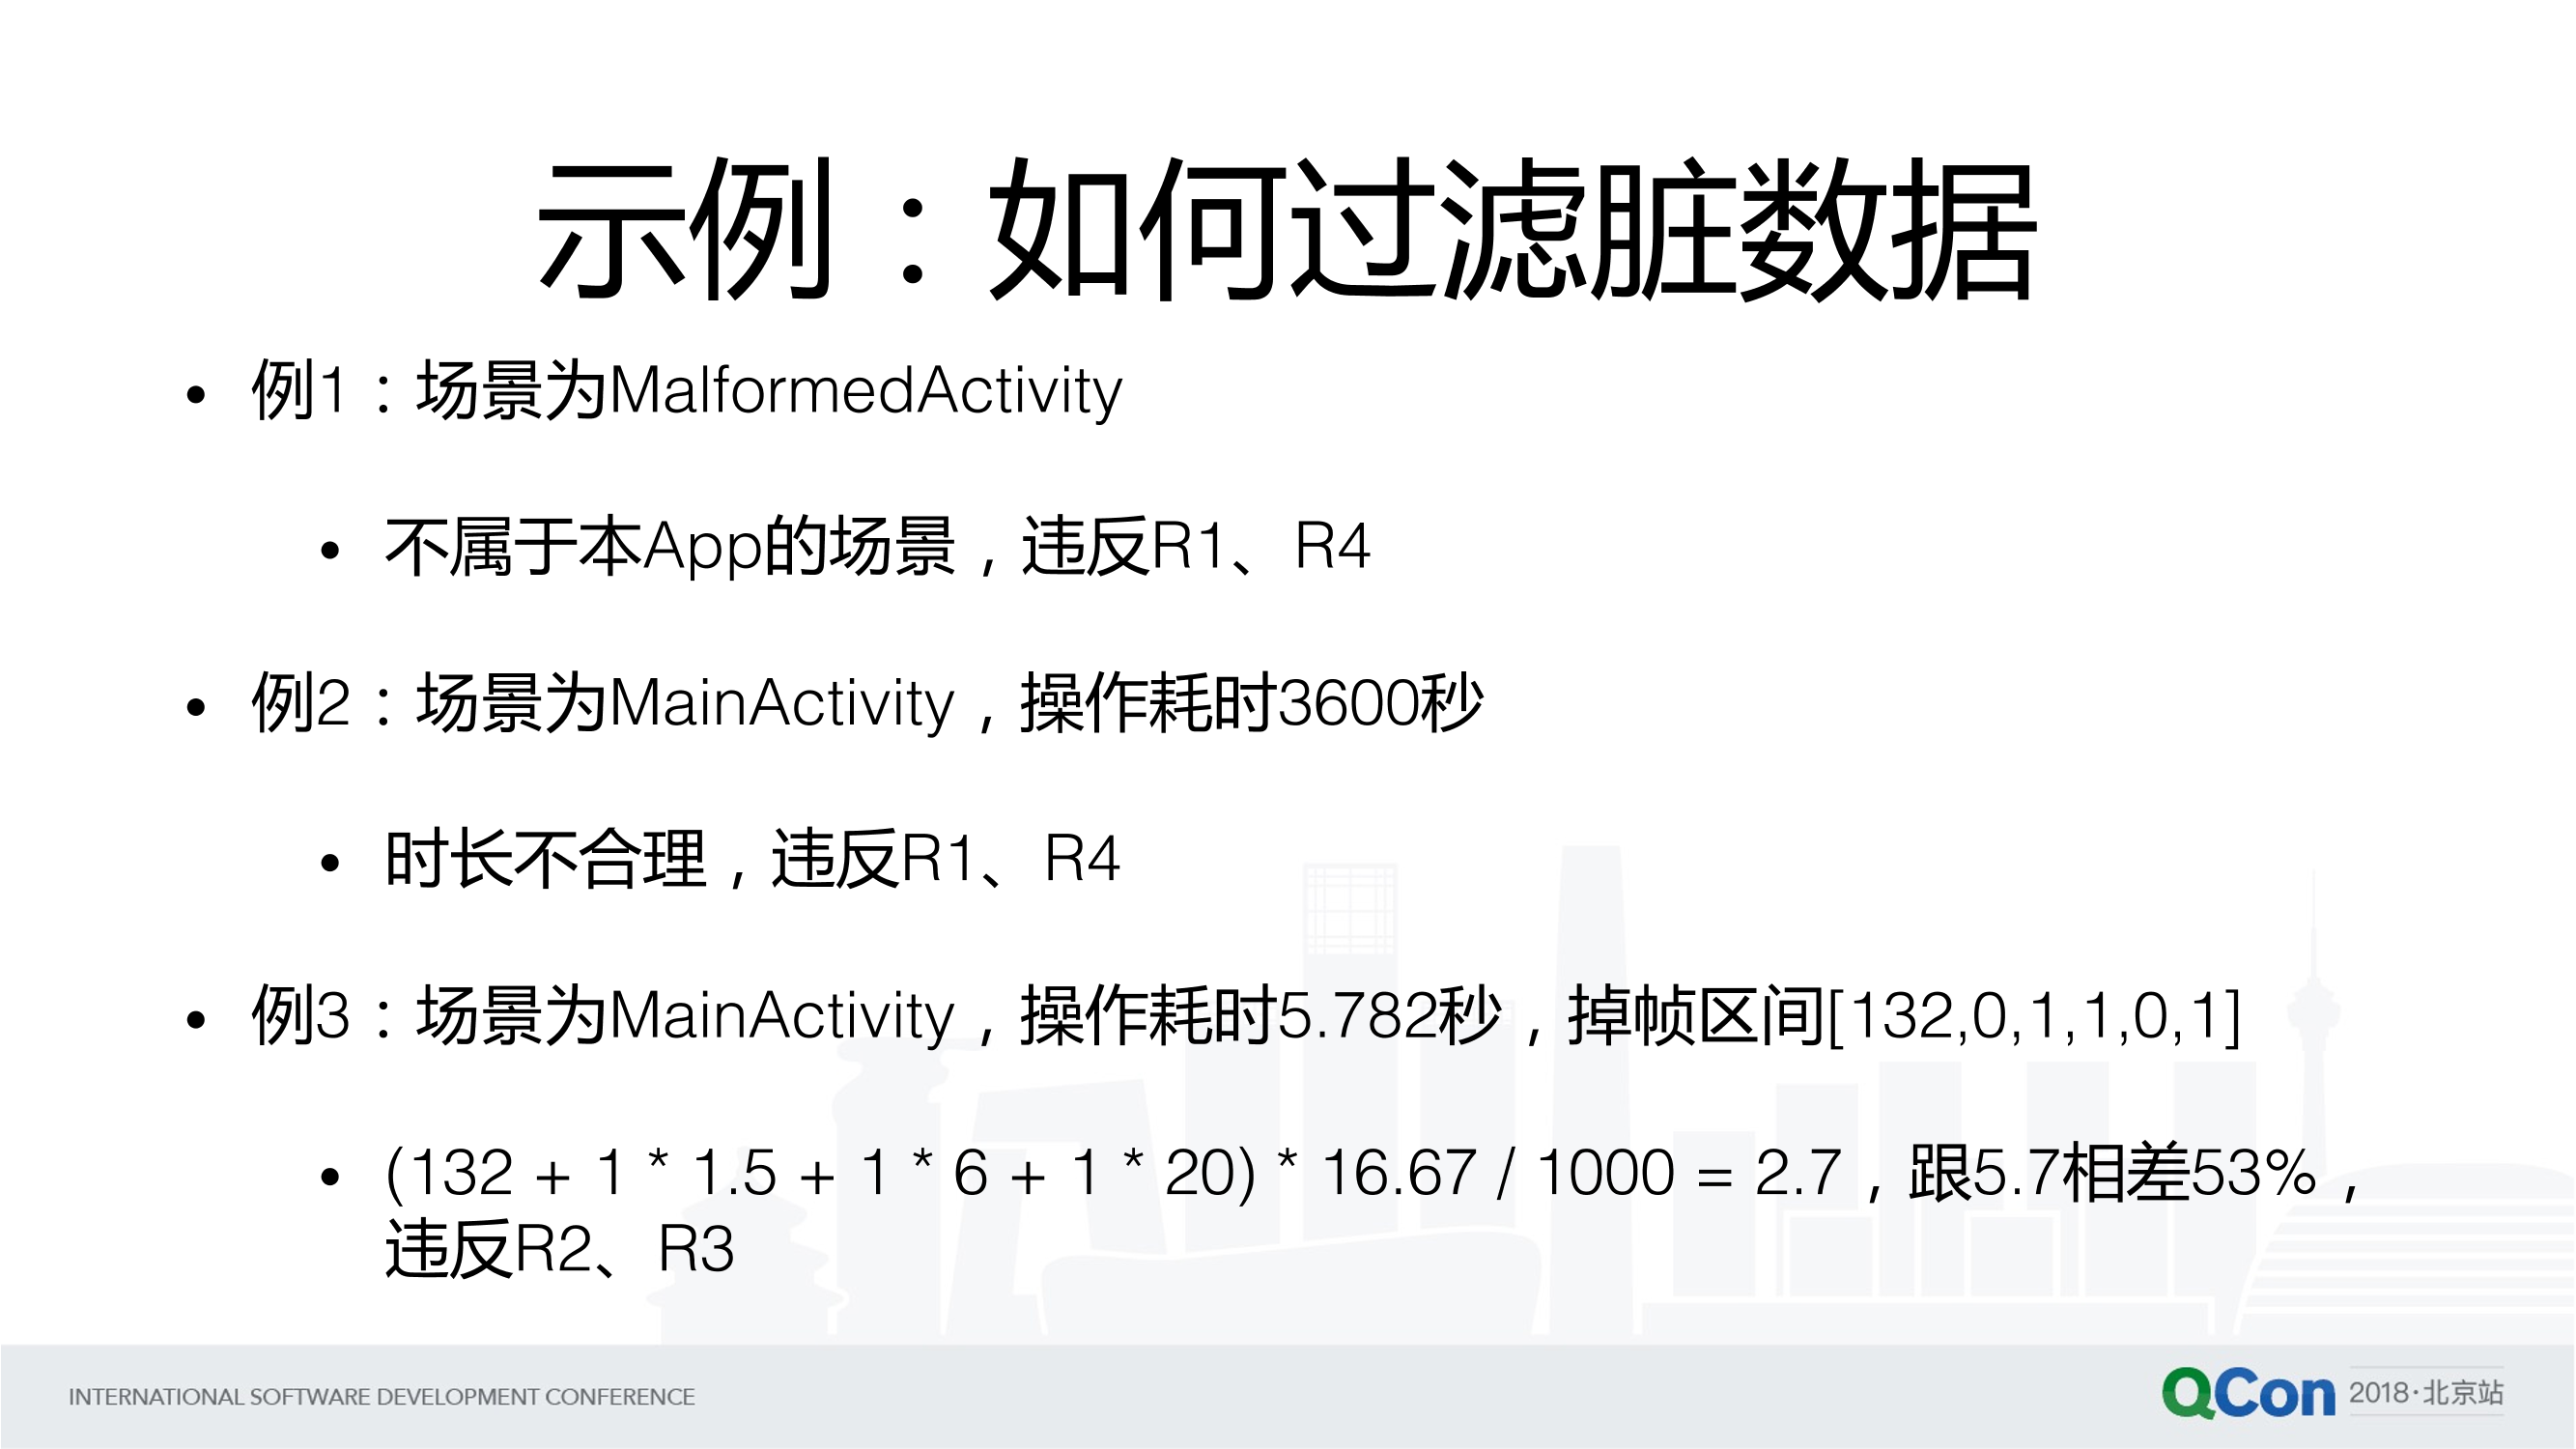 示例：如何过滤脏数据
• 例1：场景为MalformedActivity
• 不属于本App的场景，违反R1、R4
• 例2：场景为MainActivity，操作耗时3600秒
• 时长不合理，违反R1、R4
• 例3：场景为MainActivity，操作耗时5.782秒，掉帧区间[132,0,1,1,0,1]
• (132 + 1 * 1.5 + 1 * 6 + 1 * 20) * 16.67 / 1000 = 2.7，跟5.7相差53%，
违反R2、R3
INTERNATIONAL SOFTWARE DEVELOPMENT CONFERENCE
QCon 2018·北京站